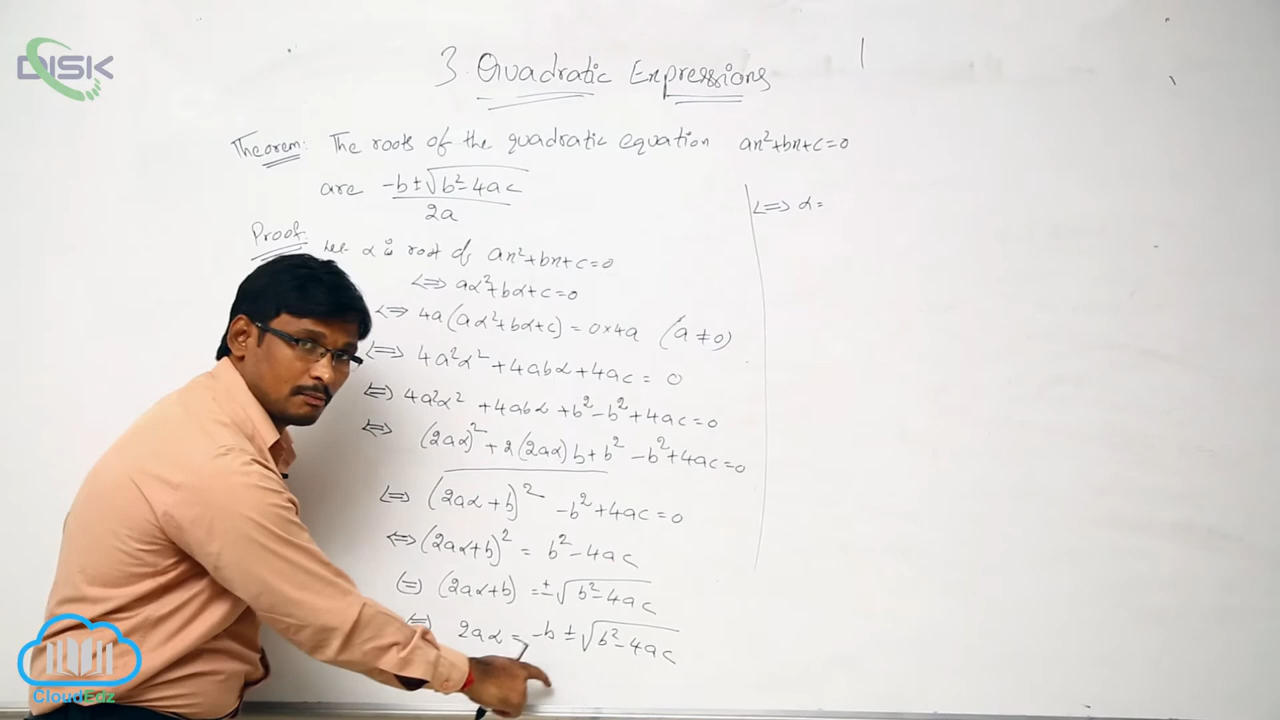 DISK
3. Quadratic Expressions
Theorem: The roots of the quadratic equation ax²+bx+c=0
are (-b±√(b²-4ac))/2a
Proof
Let α is root of ax²+bx+c=0
⇔ aα²+bα+c=0
⇔ 4a(aα²+bα+c) = 0×4a (a≠0)
⇔ 4a²α²+4abα+4ac = 0
⇔ 4a²α² +4abα +b²-b²+4ac=0
⇔ (2aα)²+2(2aα)b+b² -b²+4ac=0
⇔ (2aα+b)² -b²+4ac=0
⇔ (2aα+b)² = b²-4ac
⇔ (2aα+b) = ±√(b²-4ac)
⇔ 2aα = -b ± √(b²-4ac)
⇔ α =
CloudEdz